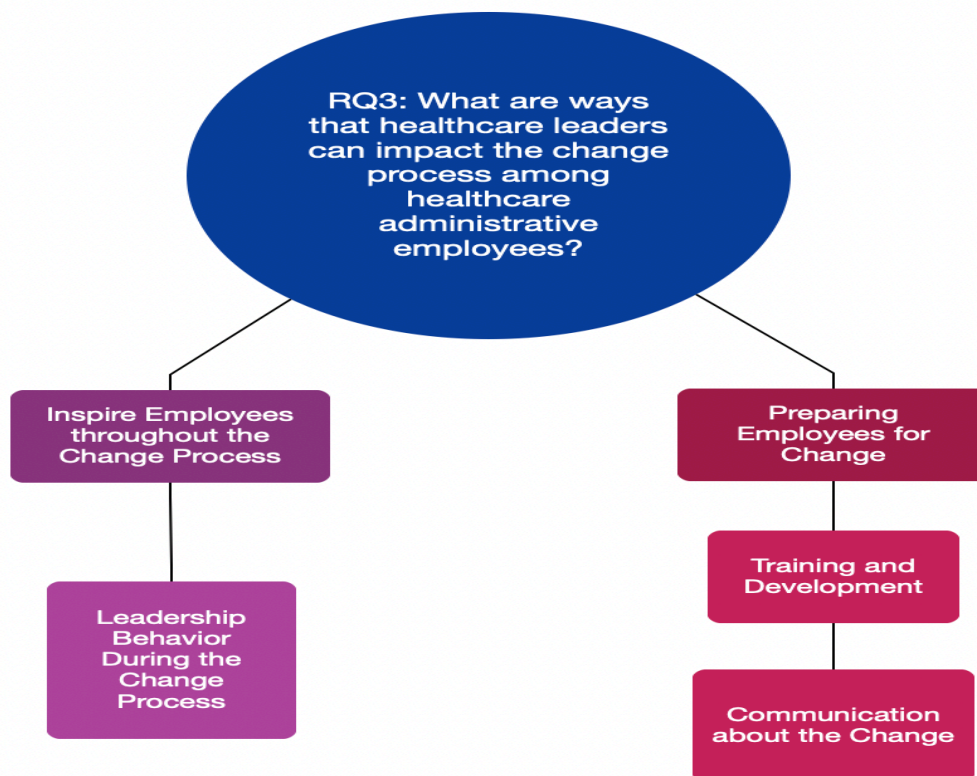 RQ3: What are ways
that healthcare leaders
can impact the change
process among
healthcare
administrative
employees?
Inspire Employees
throughout the
Change Process
Leadership
Behavior
During the
Change
Process
Preparing
Employees for
Change
Training and
Development
Communication
about the Change